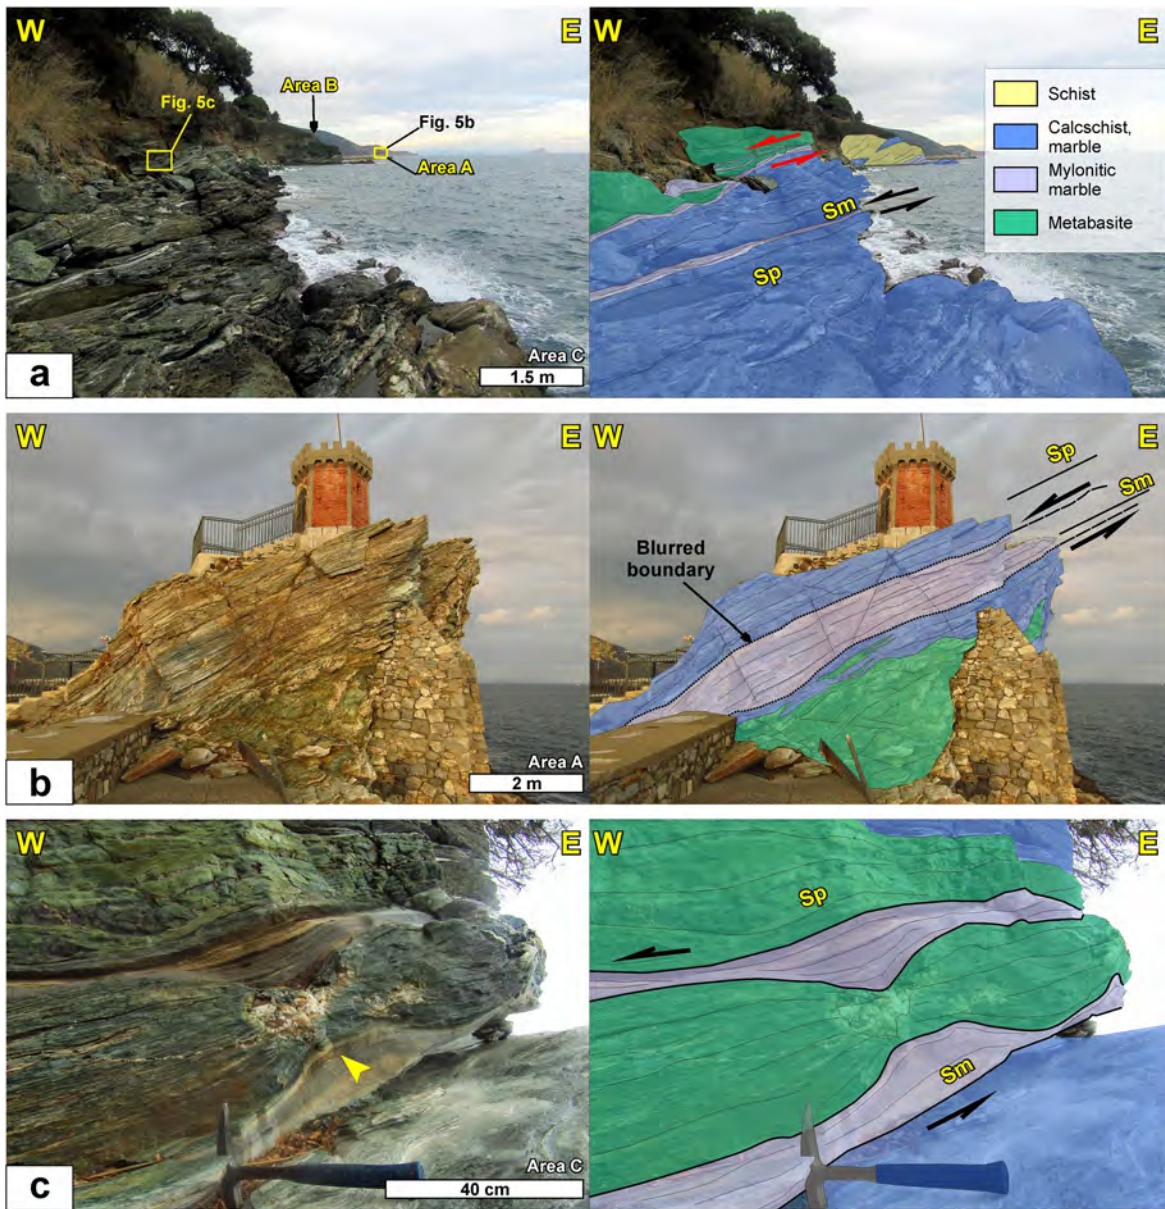 W
E
Area B
Fig. 5c
Fig. 5b
Area A
Area C
1.5 m
a
W
E
Schist
Calcschist,
marble
Mylonitic
marble
Metabasite
Sm
Sp
W
E
Area A
2 m
b
W
E
Sp
Sm
Blurred
boundary
W
E
Area C
40 cm
c
W
E
Sp
Sm